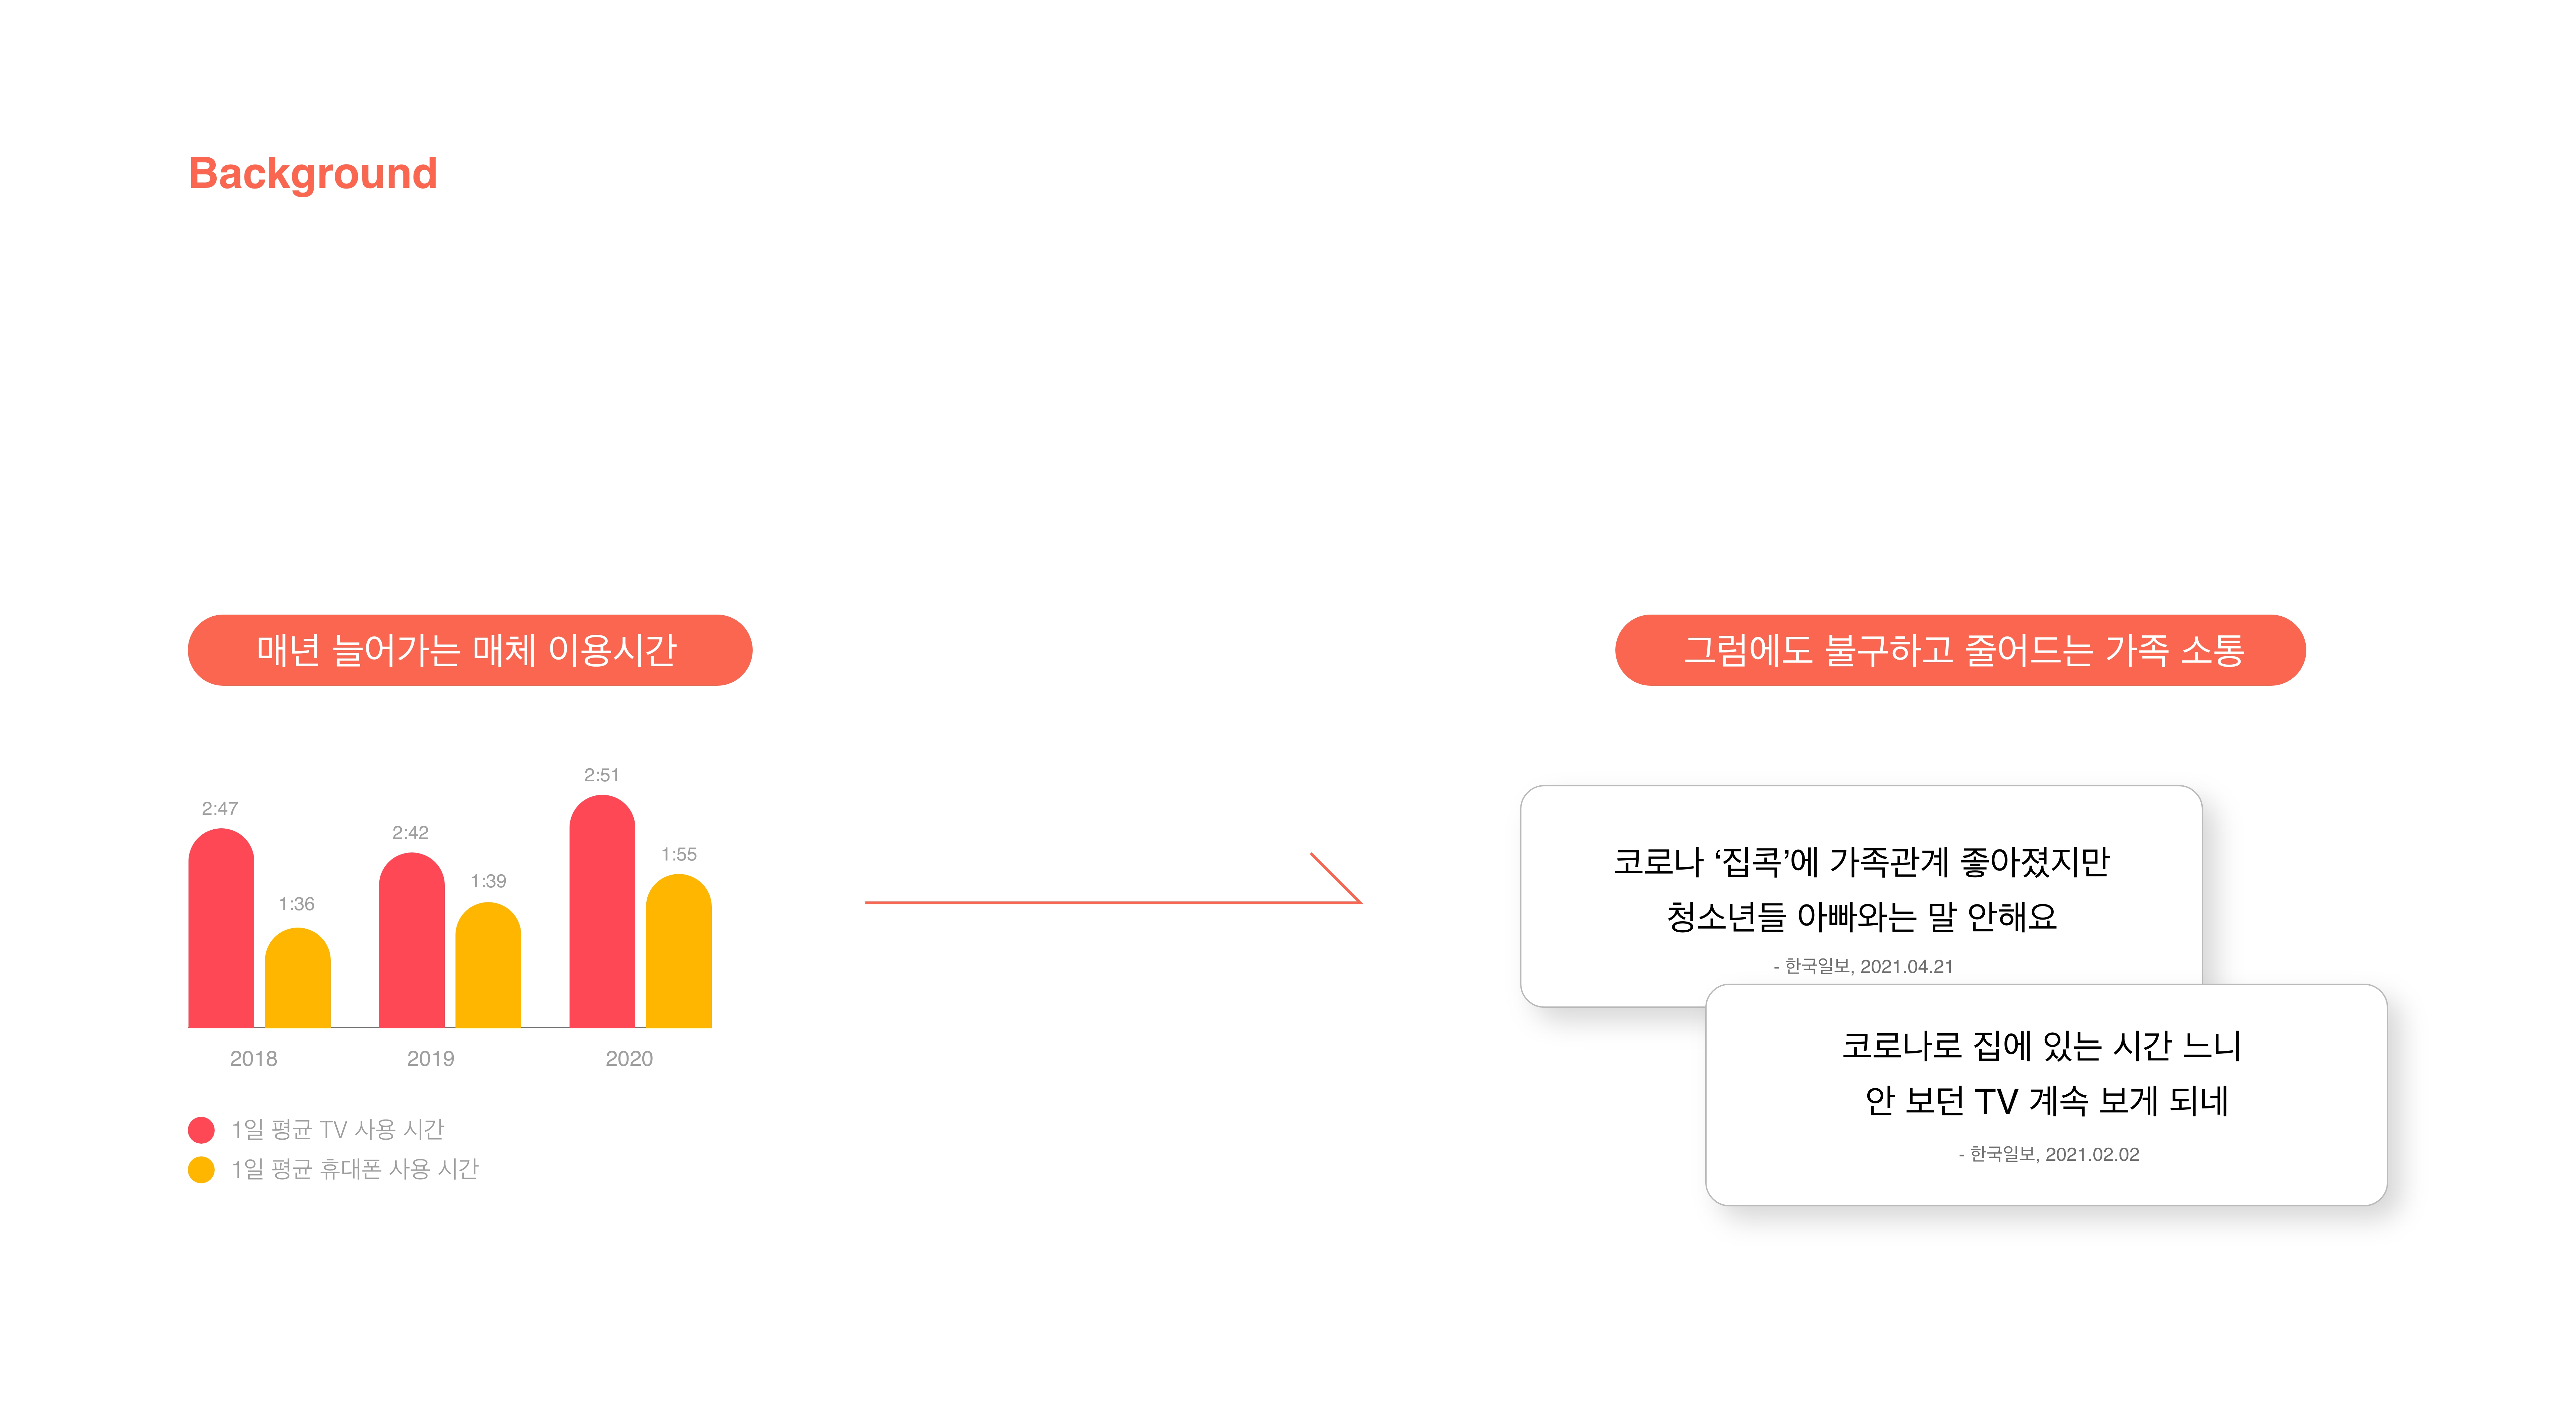 Background
매년 늘어가는 매체 이용시간
2:47
1:36
2:42
1:39
2:51
1:55
2018
2019
2020
1일 평균 TV 사용 시간
1일 평균 휴대폰 사용 시간
그럼에도 불구하고 줄어드는 가족 소통
코로나 ‘집콕’에 가족관계 좋아졌지만
청소년들 아빠와는 말 안해요
- 한국일보, 2021.04.21
코로나로 집에 있는 시간 느니
안 보던 TV 계속 보게 되네
- 한국일보, 2021.02.02